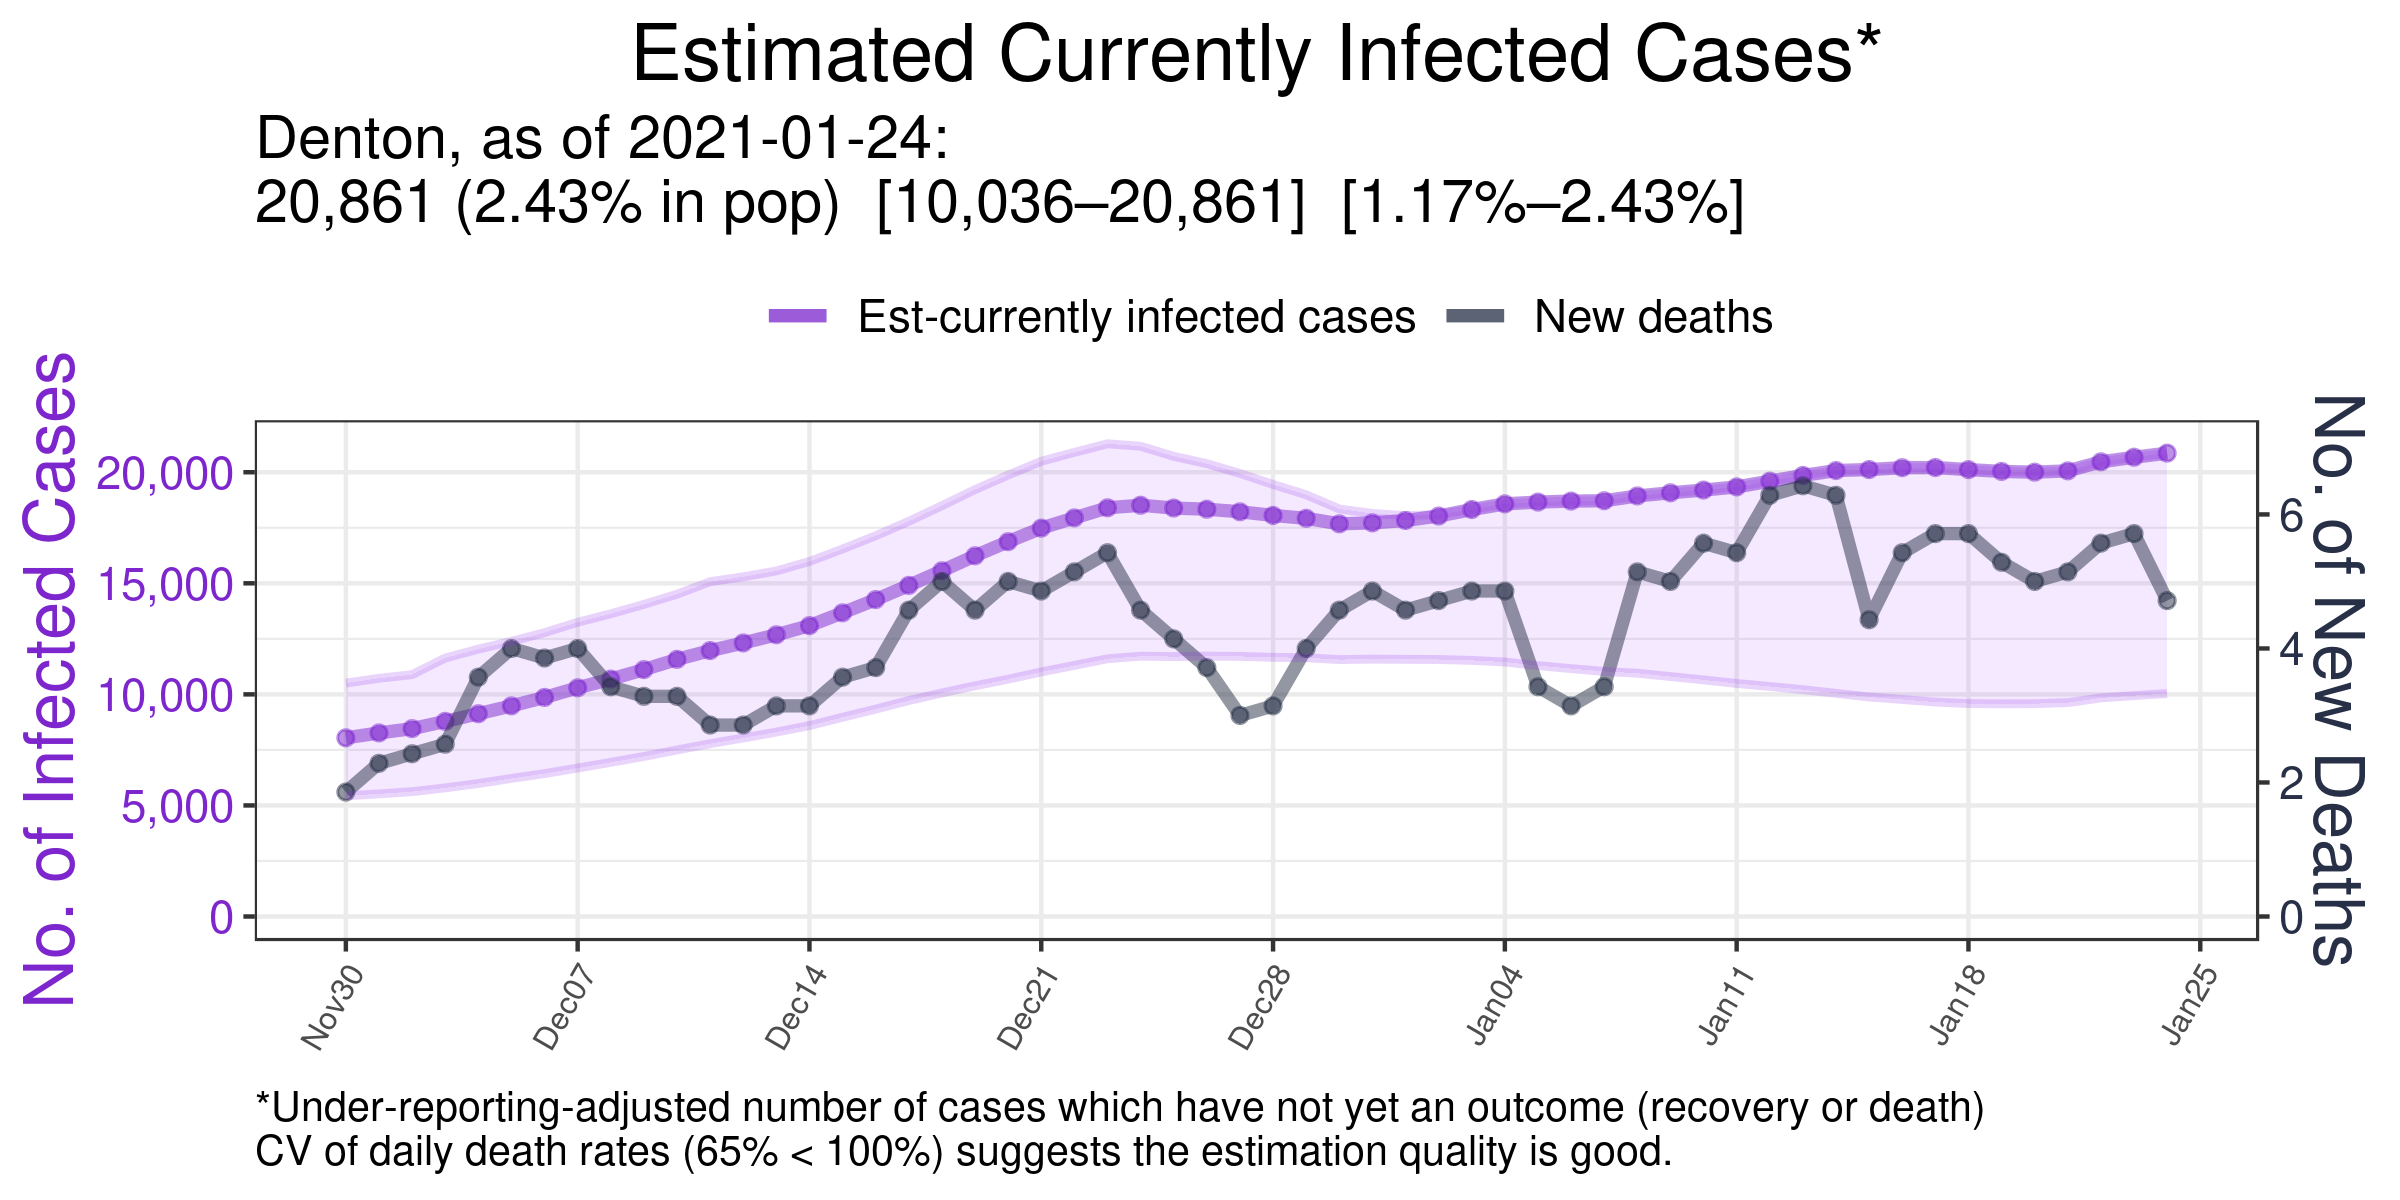 Estimated Currently Infected Cases*
Denton, as of 2021-01-24:
20,861 (2.43% in pop)  [10,036–20,861]  [1.17%–2.43%]
Est-currently infected cases
New deaths
No. of Infected Cases
20,000
15,000
10,000
5,000
0
No. of New Deaths
6
4
2
0
Nov30
Dec07
Dec14
Dec21
Dec28
Jan04
Jan11
Jan18
Jan25
*Under-reporting-adjusted number of cases which have not yet an outcome (recovery or death)
CV of daily death rates (65% < 100%) suggests the estimation quality is good.